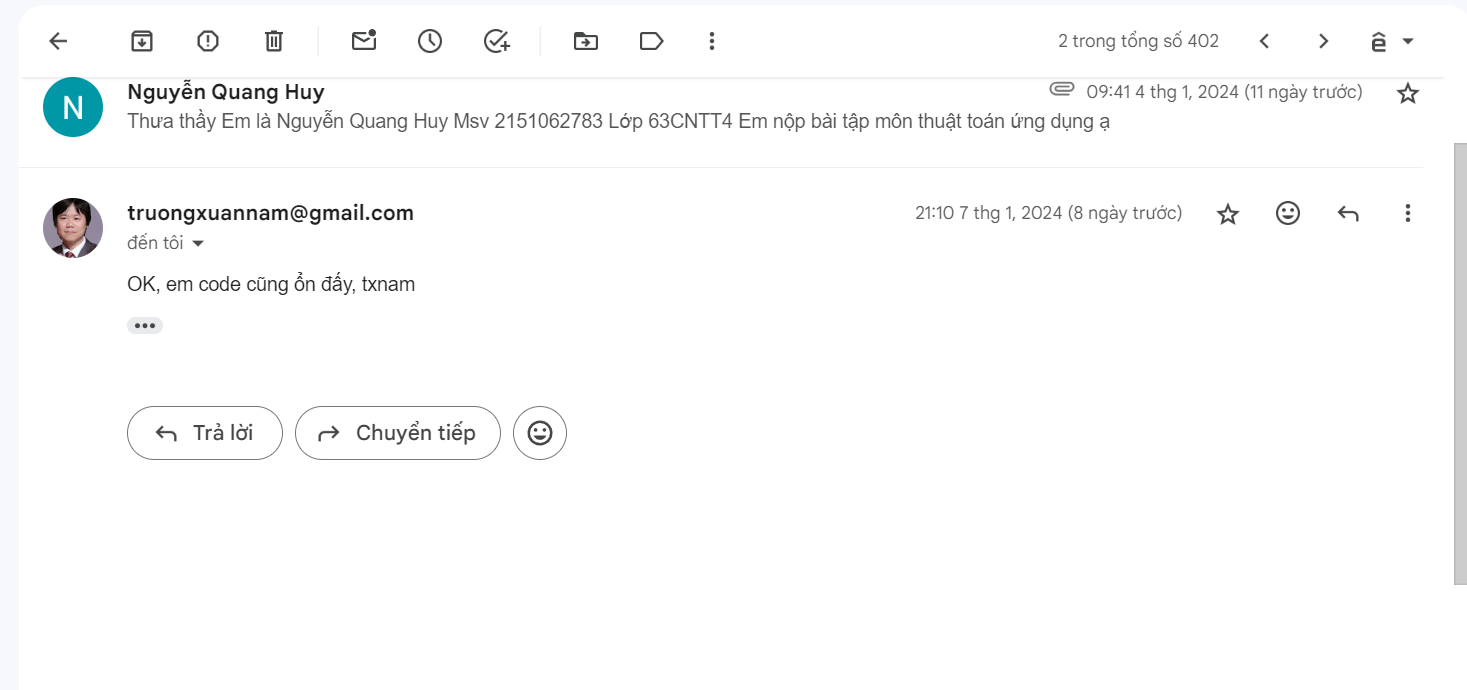 2 trong tổng số 402
N
Nguyễn Quang Huy
09:41 4 thg 1, 2024 (11 ngày trước)
Thưa thầy Em là Nguyễn Quang Huy Msv 2151062783 Lớp 63CNTT4 Em nộp bài tập môn thuật toán ứng dụng ạ
truongxuannam@gmail.com
21:10 7 thg 1, 2024 (8 ngày trước)
đến tôi
OK, em code cũng ổn đấy, txnam
Trả lời
Chuyển tiếp